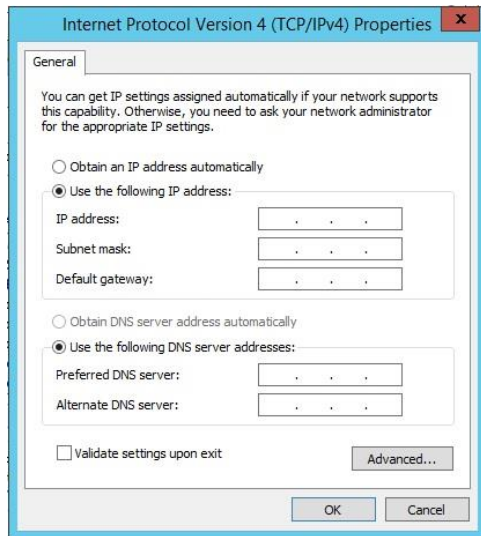 Internet Protocol Version 4 (TCP/IPv4) Properties
x
General
You can get IP settings assigned automatically if your network supports
this capability. Otherwise, you need to ask your network administrator
for the appropriate IP settings.
Obtain an IP address automatically
Use the following IP address:
IP address:
Subnet mask:
Default gateway:
Obtain DNS server address automatically
Use the following DNS server addresses:
Preferred DNS server:
Alternate DNS server:
Validate settings upon exit
Advanced...
OK
Cancel